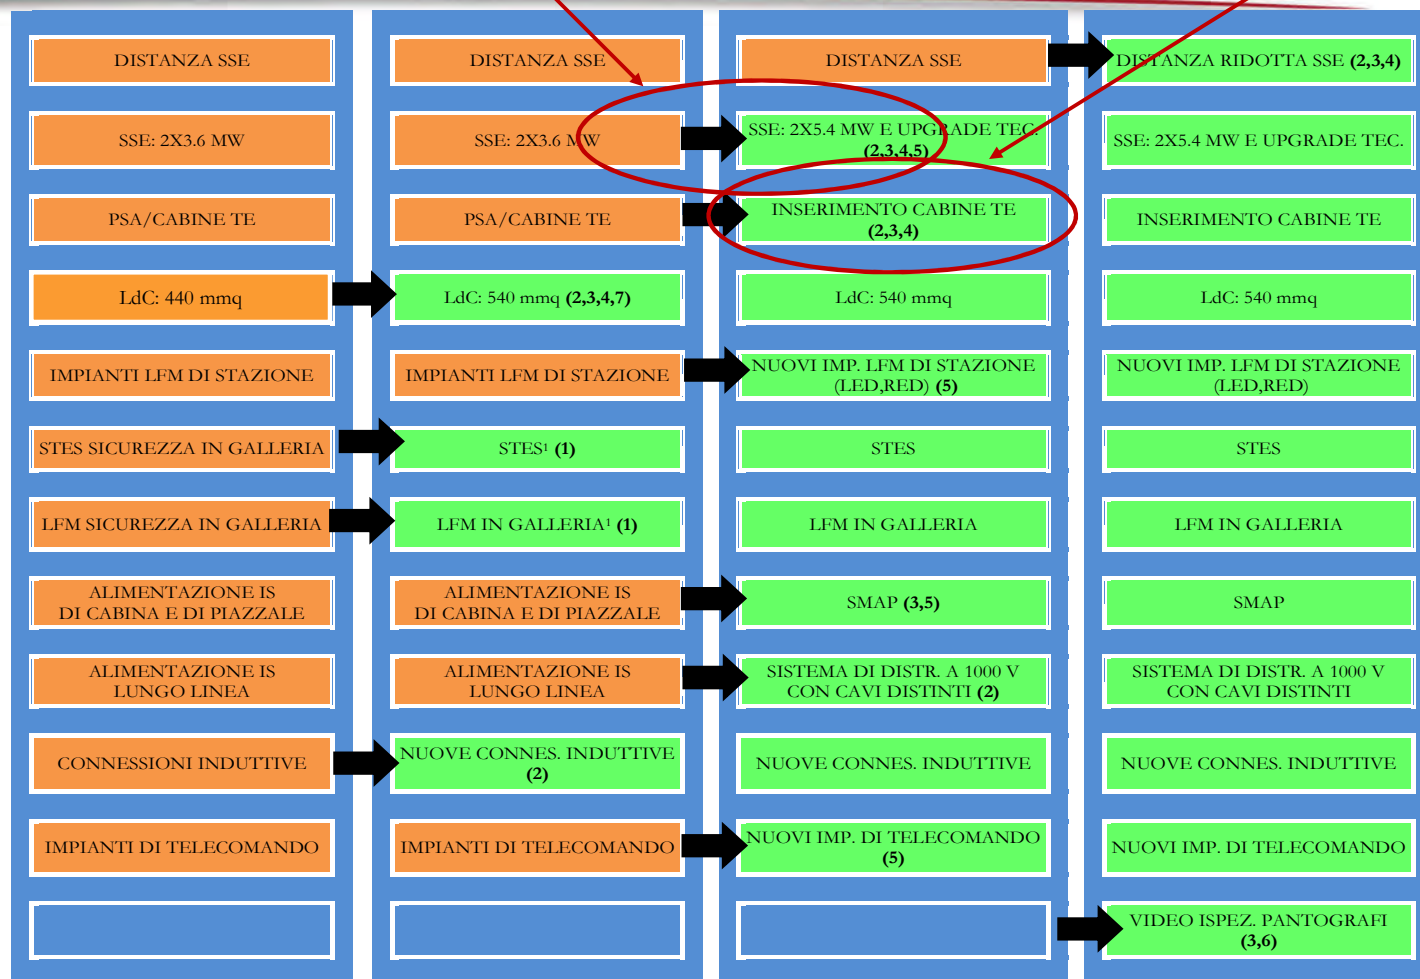 DISTANZA SSE
DISTANZA SSE
DISTANZA SSE
DISTANZA RIDOTTA SSE (2,3,4)
SSE: 2X3.6 MW
SSE: 2X3.6 MW
SSE: 2X5.4 MW E UPGRADE TEC.
(2,3,4,5)
SSE: 2X5.4 MW E UPGRADE TEC.
PSA/CABINE TE
PSA/CABINE TE
INSERIMENTO CABINE TE
(2,3,4)
INSERIMENTO CABINE TE
LdC: 440 mmq
LdC: 540 mmq (2,3,4,7)
LdC: 540 mmq
LdC: 540 mmq
IMPIANTI LFM DI STAZIONE
IMPIANTI LFM DI STAZIONE
NUOVI IMP. LFM DI STAZIONE
(LED,RED) (5)
NUOVI IMP. LFM DI STAZIONE
(LED,RED)
STES SICUREZZA IN GALLERIA
STES¹ (1)
STES
STES
LFM SICUREZZA IN GALLERIA
LFM IN GALLERIA¹ (1)
LFM IN GALLERIA
LFM IN GALLERIA
ALIMENTAZIONE IS
DI CABINA E DI PIAZZALE
ALIMENTAZIONE IS
DI CABINA E DI PIAZZALE
SMAP (3,5)
SMAP
ALIMENTAZIONE IS
LUNGO LINEA
ALIMENTAZIONE IS
LUNGO LINEA
SISTEMA DI DISTR. A 1000 V
CON CAVI DISTINTI (2)
SISTEMA DI DISTR. A 1000 V
CON CAVI DISTINTI
CONNESSIONI INDUTTIVE
NUOVE CONNES. INDUTTIVE
(2)
NUOVE CONNES. INDUTTIVE
NUOVE CONNES. INDUTTIVE
IMPIANTI DI TELECOMANDO
IMPIANTI DI TELECOMANDO
NUOVI IMP. DI TELECOMANDO
(5)
NUOVI IMP. DI TELECOMANDO
VIDEO ISPEZ. PANTOGRAFI
(3,6)